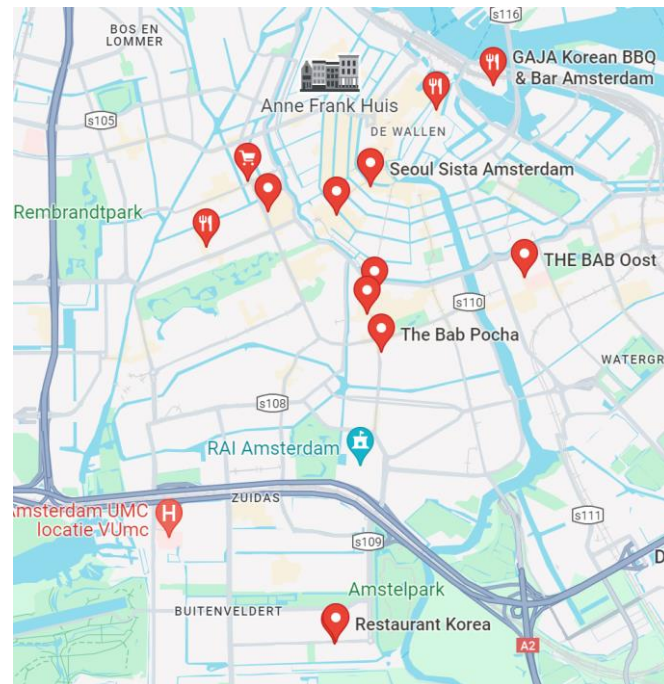 s116
BOS EN
LOMMER
GAJA Korean BBQ
& Bar Amsterdam
Anne Frank Huis
s105
DE WALLEN
Seoul Sista Amsterdam
Rembrandtpark
THE BAB Oost
s110
The Bab Pocha
WATERGR
s108
RAI Amsterdam
Amsterdam UMC
locatie VUmc
H
ZUIDAS
s111
s109
D
Amstelpark
BUITENVELDERT
Restaurant Korea
A2